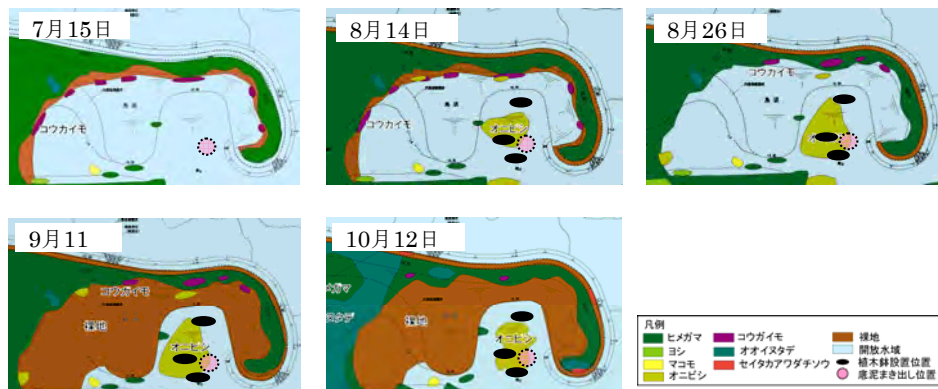 7月15日
8月14日
8月26日
コウガイモ
コウガイモ
オニビシ
コウガイモ
9月11
10月12日
コウガイモ
裸地
オニビシ
裸地
オニビシ
凡例
ヒメガマ
ヨシ
マコモ
オニビシ
コウガイモ
オオイヌタデ
セイタカアワダチソウ
裸地
開放水域
植木鉢設置位置
底泥まき出し位置